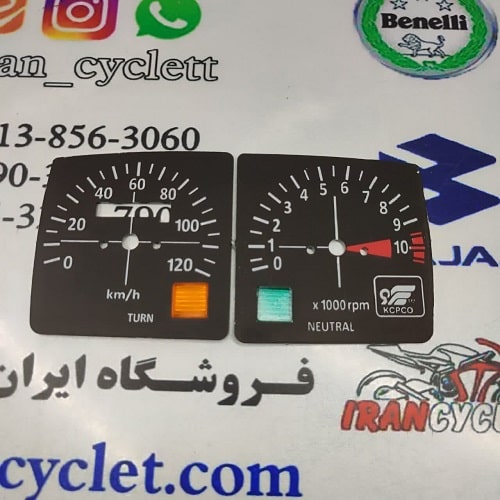 Benelli
an_cyclett
13-856-3060
60
40 80
20 100
0 120
km/h
TURN
5 6
4 7
3 8
2 9
1 10
0
x 1000 rpm
NEUTRAL
KCPCO
AJA
فروشگاه ایران
IRANCYCL
cyclet.com